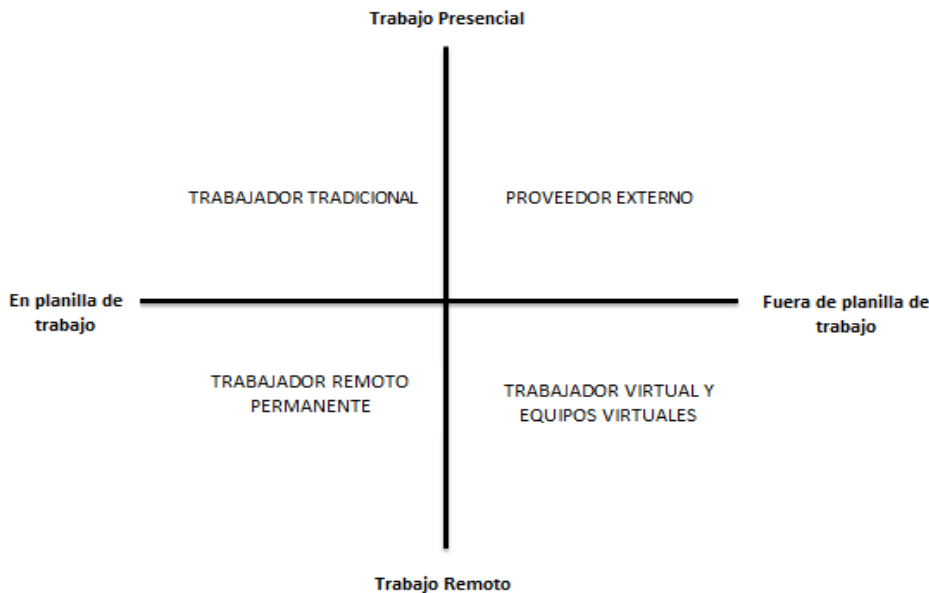 Trabajo Presencial
TRABAJADOR TRADICIONAL
PROVEEDOR EXTERNO
En planilla de
trabajo
Fuera de planilla de
trabajo
TRABAJADOR REMOTO
PERMANENTE
TRABAJADOR VIRTUAL Y
EQUIPOS VIRTUALES
Trabajo Remoto